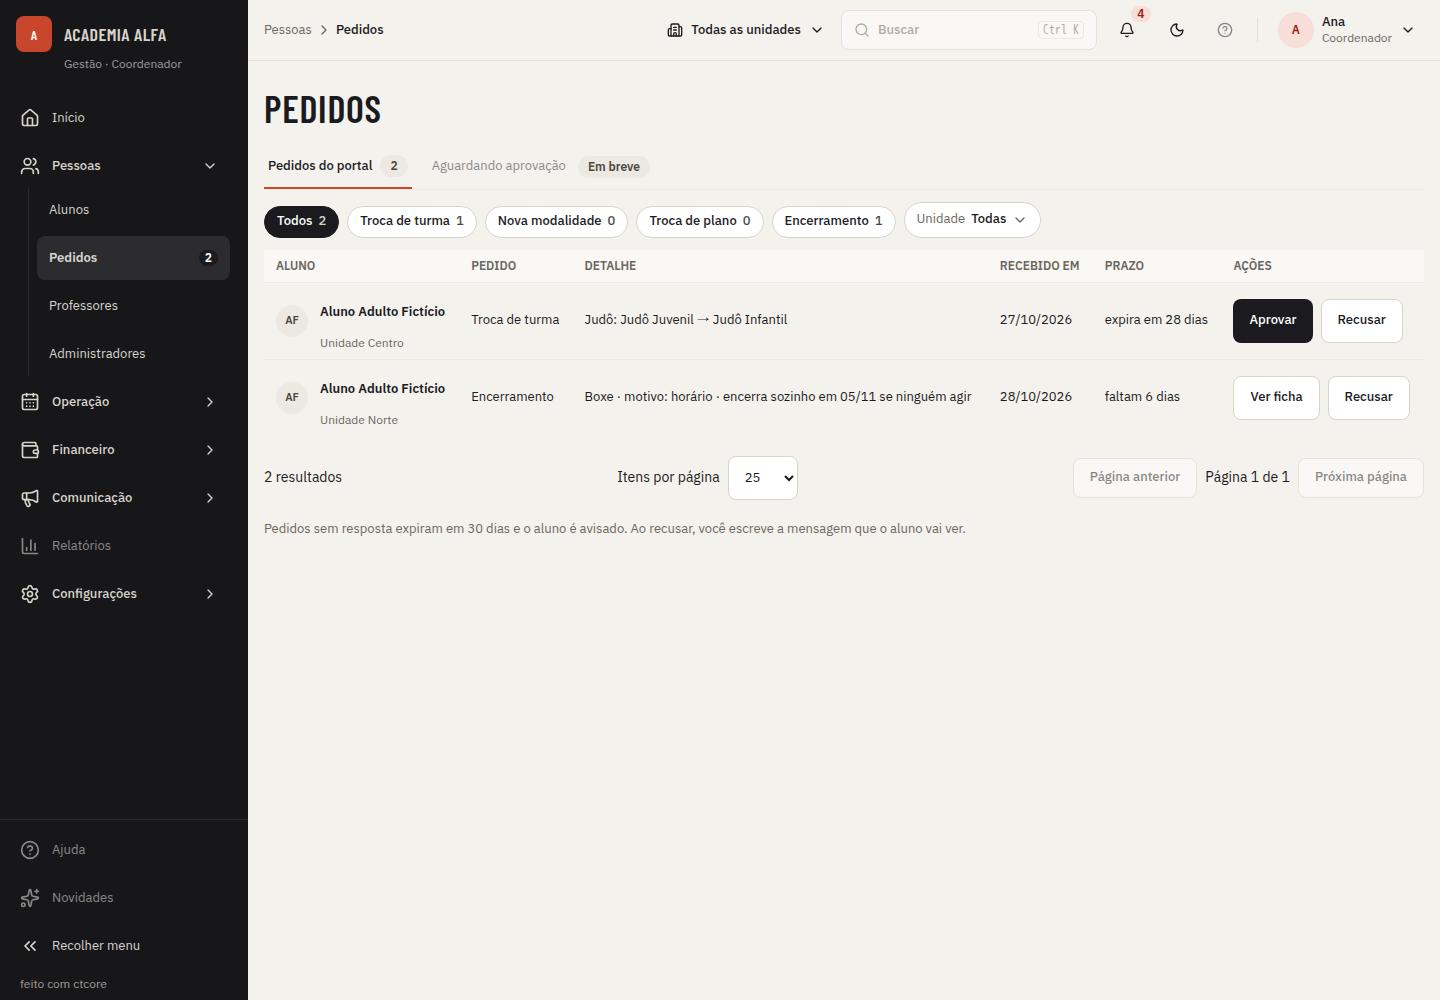 A ACADEMIA ALFA
Gestão · Coordenador
Início
Pessoas
Alunos
Pedidos 2
Professores
Administradores
Operação
Financeiro
Comunicação
Relatórios
Configurações
Ajuda
Novidades
Recolher menu
feito com ctcore
Pessoas Pedidos
Todas as unidades
Buscar Ctrl K
4
A
Ana
Coordenador
PEDIDOS
Pedidos do portal 2 Aguardando aprovação Em breve
Todos 2 Troca de turma 1 Nova modalidade 0 Troca de plano 0 Encerramento 1 Unidade Todas
ALUNO PEDIDO DETALHE RECEBIDO EM PRAZO AÇÕES
AF Aluno Adulto Fictício Troca de turma Judô: Judô Juvenil → Judô Infantil 27/10/2026 expira em 28 dias Aprovar Recusar
Unidade Centro
AF Aluno Adulto Fictício Encerramento Boxe · motivo: horário · encerra sozinho em 05/11 se ninguém agir 28/10/2026 faltam 6 dias Ver ficha Recusar
Unidade Norte
2 resultados Itens por página 25 Página anterior Página 1 de 1 Próxima página
Pedidos sem resposta expiram em 30 dias e o aluno é avisado. Ao recusar, você escreve a mensagem que o aluno vai ver.